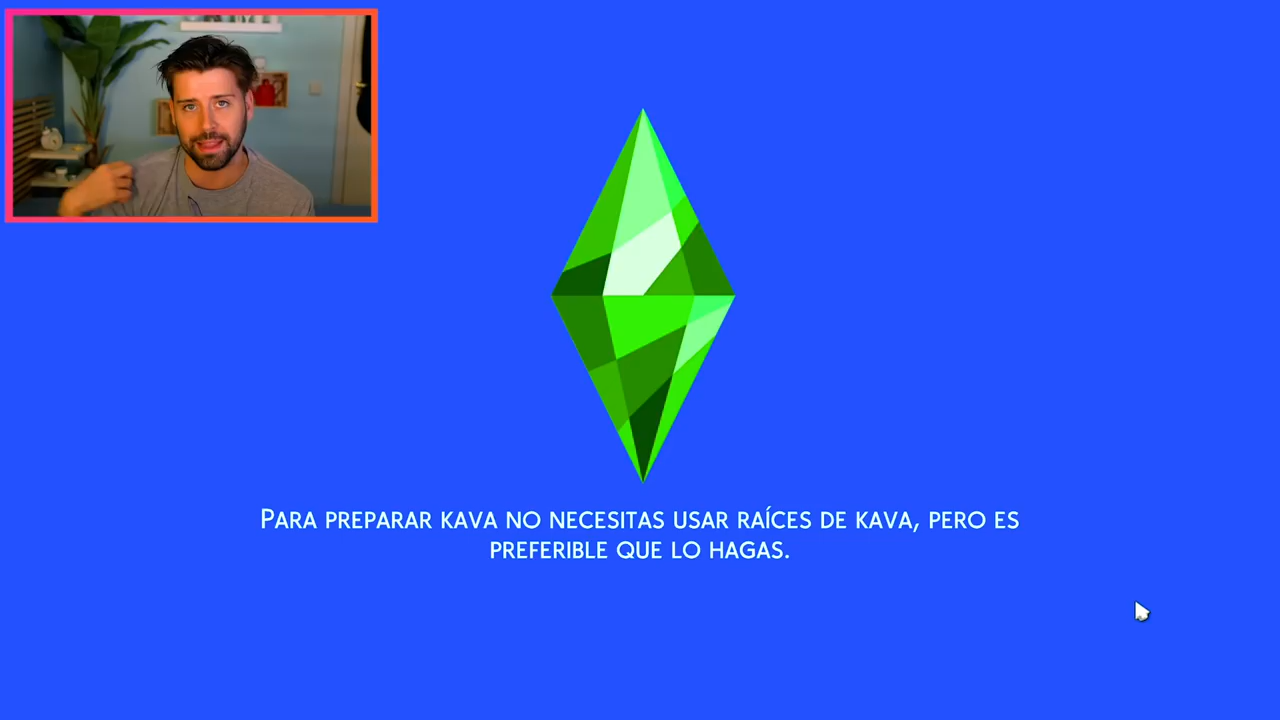 PARA PREPARAR KAVA NO NECESITAS USAR RAÍCES DE KAVA, PERO ES
PREFERIBLE QUE LO HAGAS.